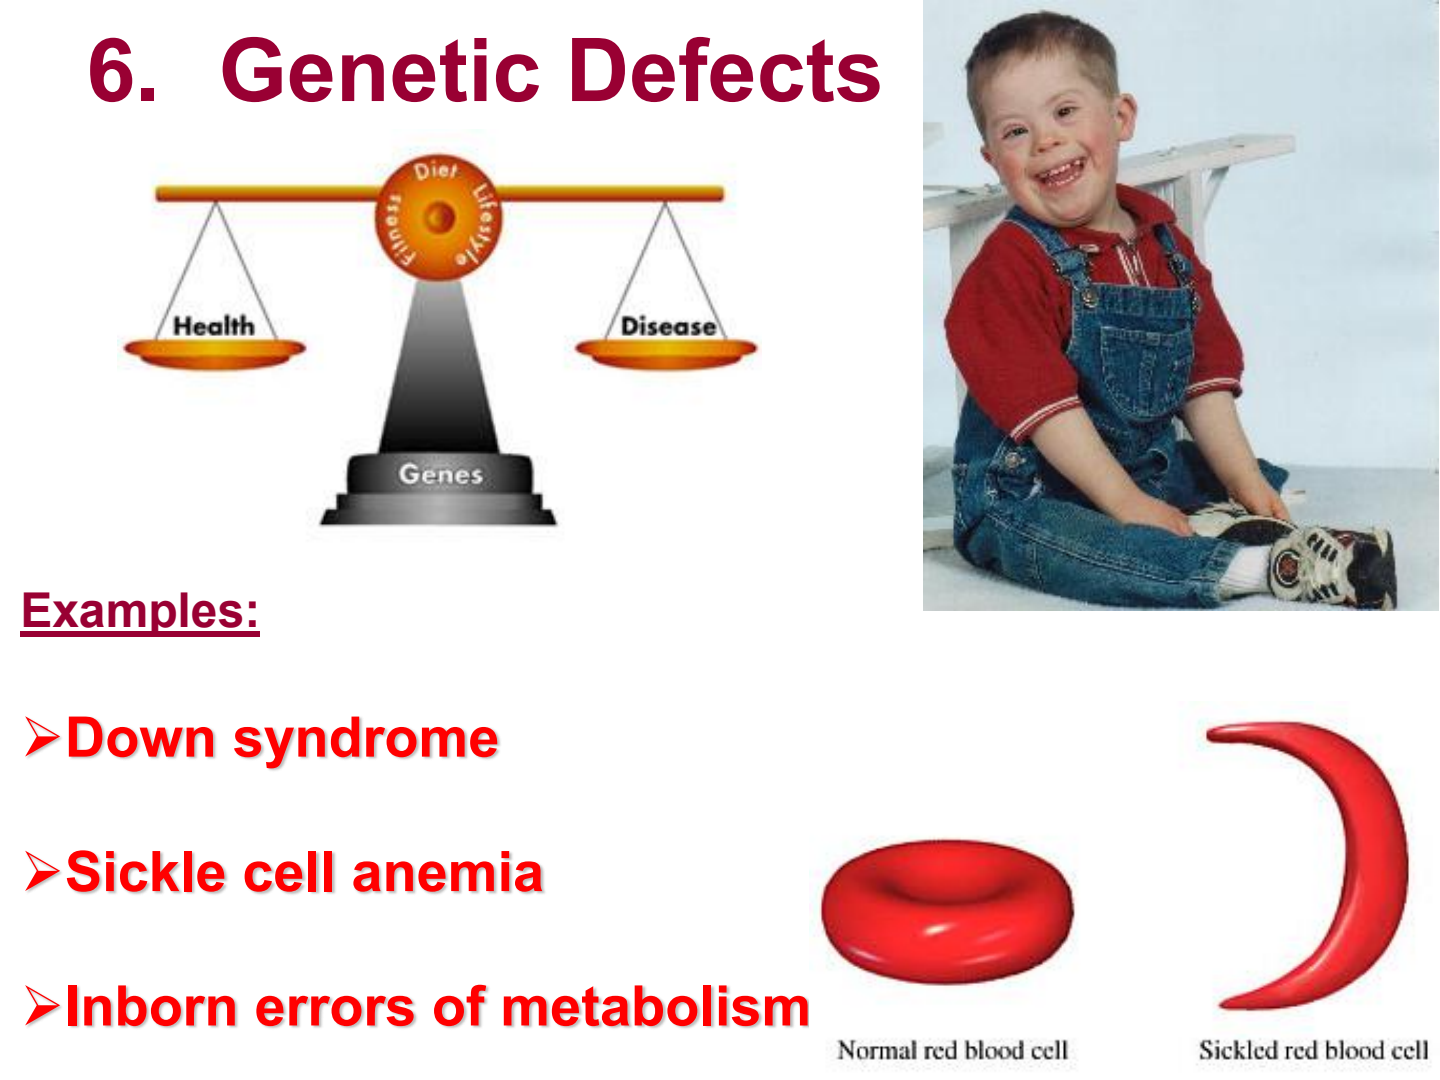 6. Genetic Defects
Diet
Lifestyle
Fitness
Health
Disease
Genes
Examples:
➢Down syndrome
➢Sickle cell anemia
➢Inborn errors of metabolism
Normal red blood cell
Sickled red blood cell